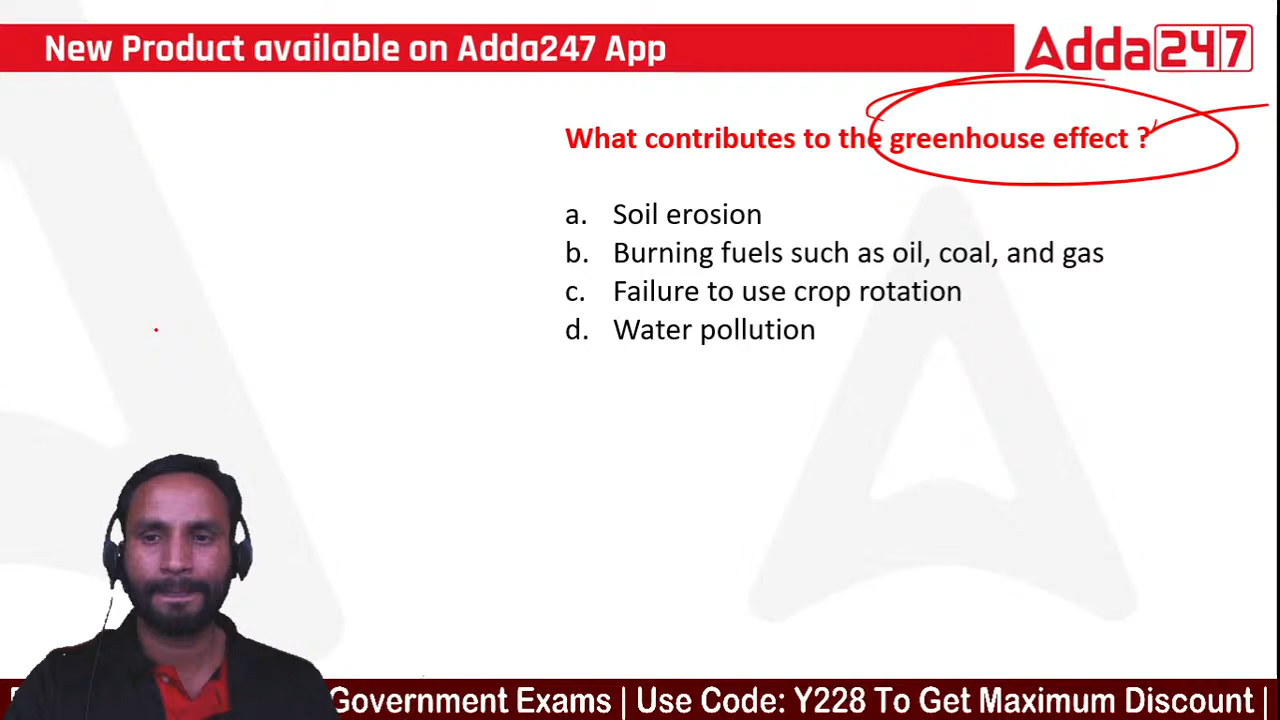 New Product available on Adda247 App
Adda247
What contributes to the greenhouse effect ?
a. Soil erosion
b. Burning fuels such as oil, coal, and gas
c. Failure to use crop rotation
d. Water pollution
Government Exams | Use Code: Y228 To Get Maximum Discount |